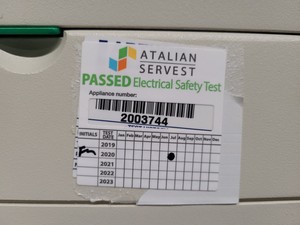 ATALIAN
SERVEST
PASSED Electrical Safety Test
Appliance number:
2003744
INITIALS TEST DATE Jan Feb Mar Apr May Jun Jul Aug Sep Oct Nov Dec
2019
2020
2021
2022
2023